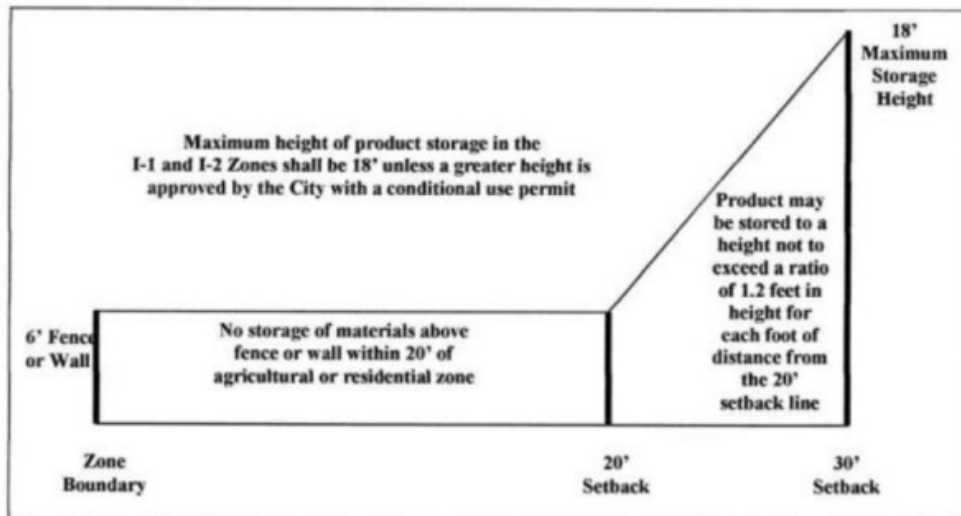 18'
Maximum
Storage
Height
Maximum height of product storage in the
I-1 and I-2 Zones shall be 18' unless a greater height is
approved by the City with a conditional use permit
Product may
be stored to a
height not to
exceed a ratio
of 1.2 feet in
height for
each foot of
distance from
the 20'
setback line
6' Fence
or Wall
No storage of materials above
fence or wall within 20' of
agricultural or residential zone
Zone
Boundary
20'
Setback
30'
Setback